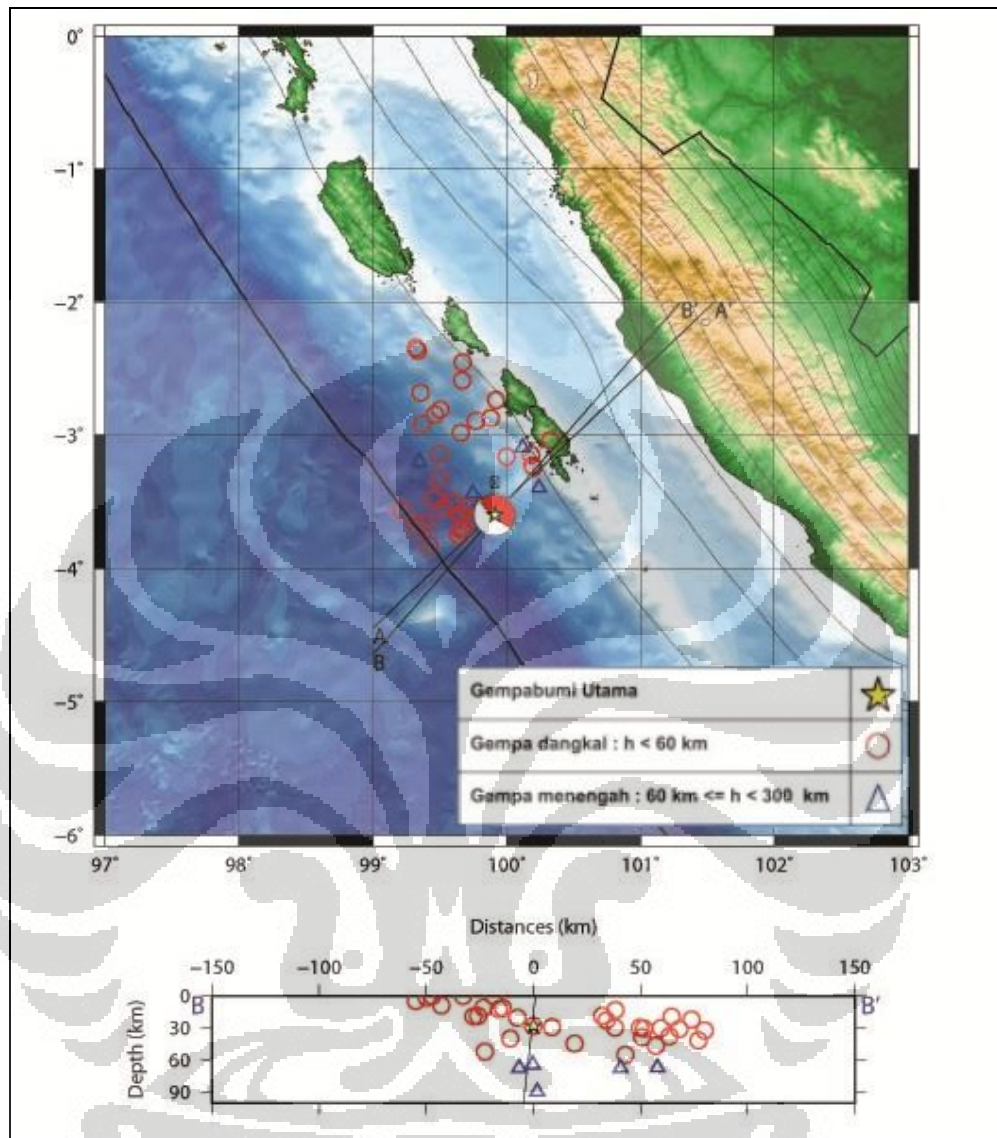 0°
−1°
−2°
−3°
−4°
−5°
−6°
B' A'
A
B
Gempabumi Utama
Gempa dangkal : h < 60 km
Gempa menengah : 60 km <= h < 300 km
97° 98° 99° 100° 101° 102° 103°
Distances (km)
−150 −100 −50 0 50 100 150
B B'
Depth (km)
0
30
60
90